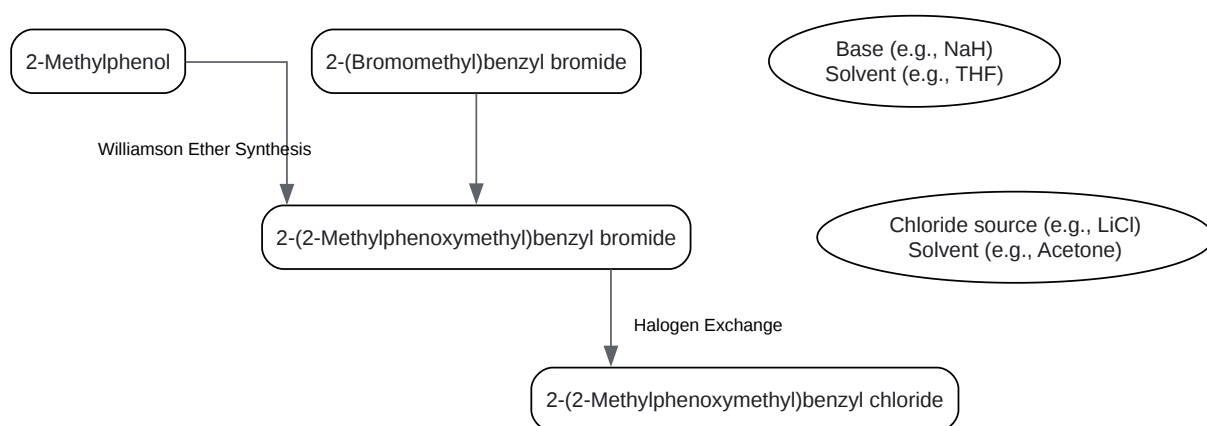 2-Methylphenol
2-(Bromomethyl)benzyl bromide
Base (e.g., NaH)
Solvent (e.g., THF)
Williamson Ether Synthesis
2-(2-Methylphenoxymethyl)benzyl bromide
Chloride source (e.g., LiCl)
Solvent (e.g., Acetone)
Halogen Exchange
2-(2-Methylphenoxymethyl)benzyl chloride